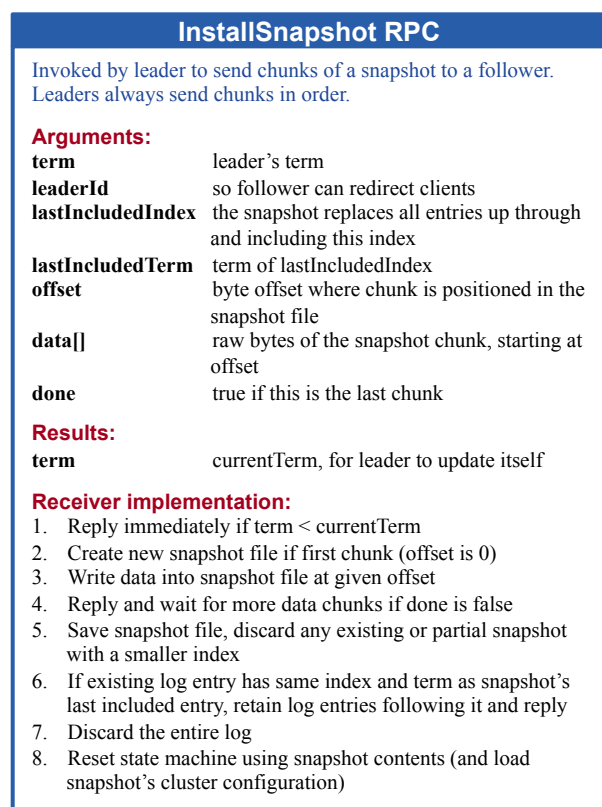 InstallSnapshot RPC
Invoked by leader to send chunks of a snapshot to a follower.
Leaders always send chunks in order.
Arguments:
term leader’s term
leaderId so follower can redirect clients
lastIncludedIndex the snapshot replaces all entries up through
and including this index
lastIncludedTerm term of lastIncludedIndex
offset byte offset where chunk is positioned in the
snapshot file
data[] raw bytes of the snapshot chunk, starting at
offset
done true if this is the last chunk
Results:
term currentTerm, for leader to update itself
Receiver implementation:
1. Reply immediately if term < currentTerm
2. Create new snapshot file if first chunk (offset is 0)
3. Write data into snapshot file at given offset
4. Reply and wait for more data chunks if done is false
5. Save snapshot file, discard any existing or partial snapshot
with a smaller index
6. If existing log entry has same index and term as snapshot’s
last included entry, retain log entries following it and reply
7. Discard the entire log
8. Reset state machine using snapshot contents (and load
snapshot’s cluster configuration)